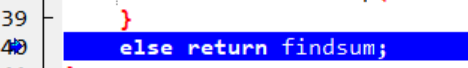 39 }
40 else return findsum;